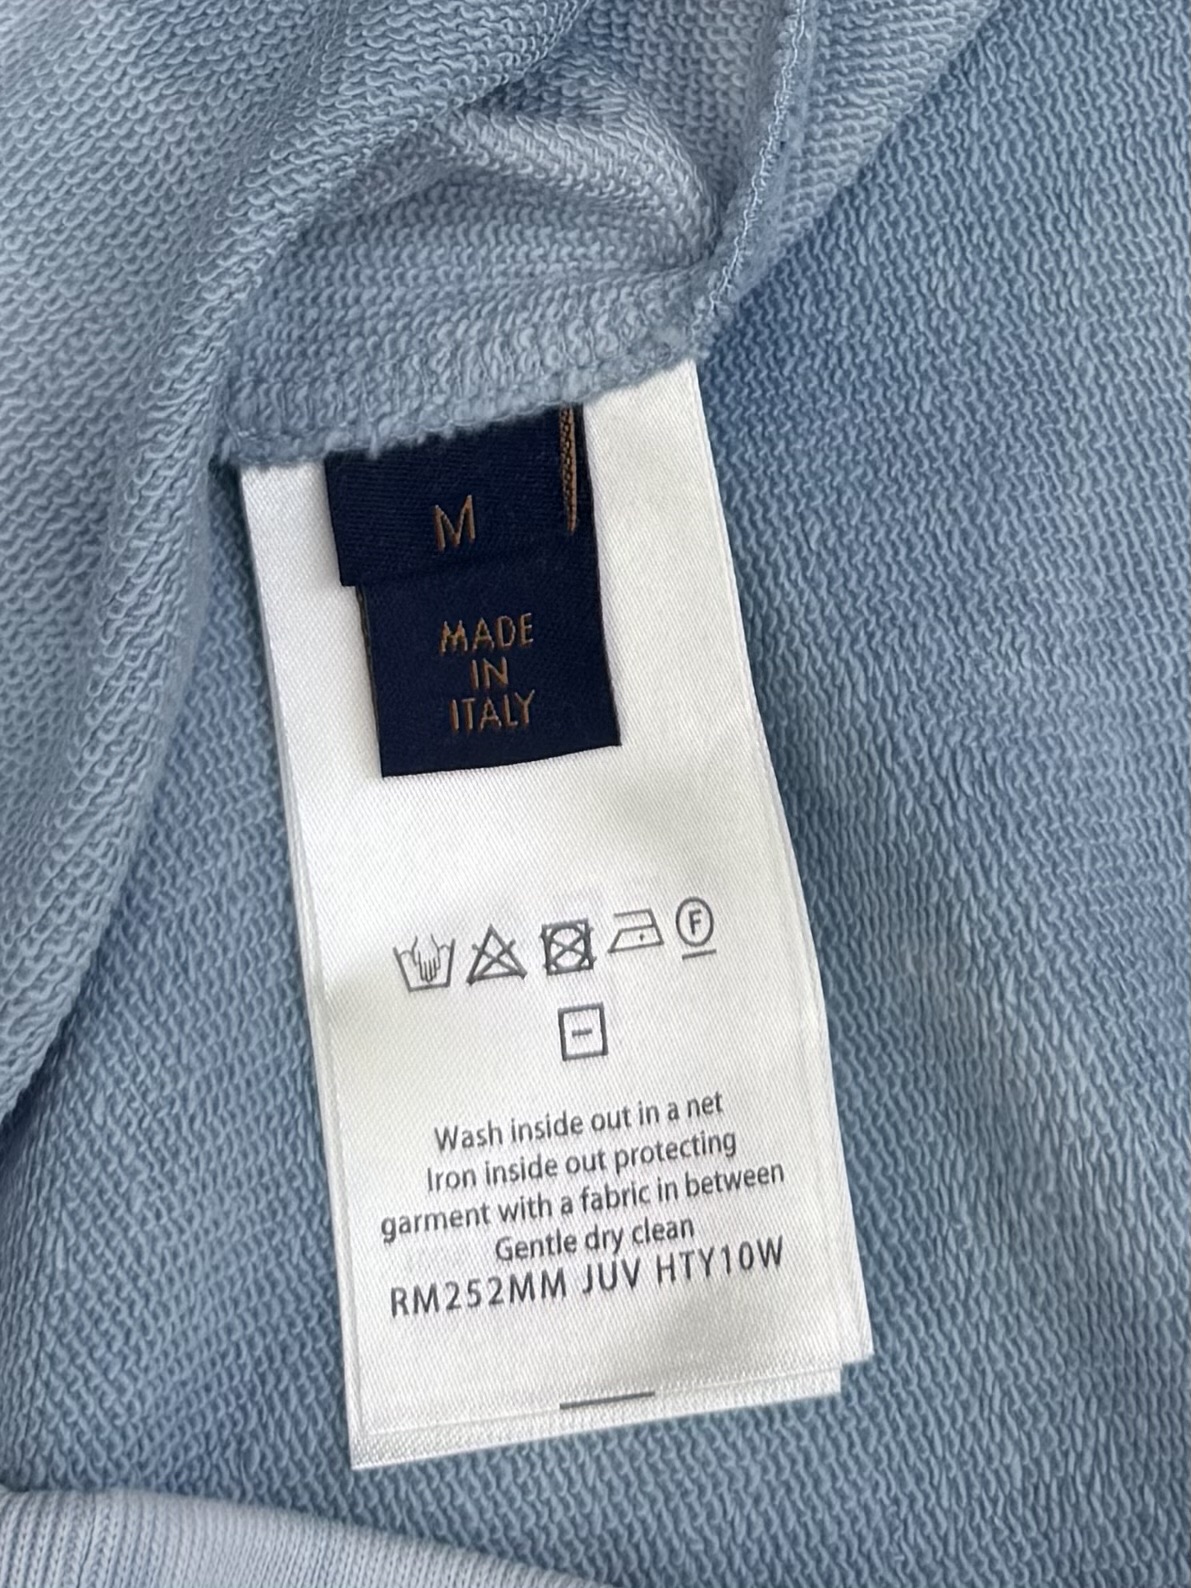 M
MADE
IN
ITALY
F
Wash inside out in a net
Iron inside out protecting
garment with a fabric in between
Gentle dry clean
RM252MM JUV HTY10W